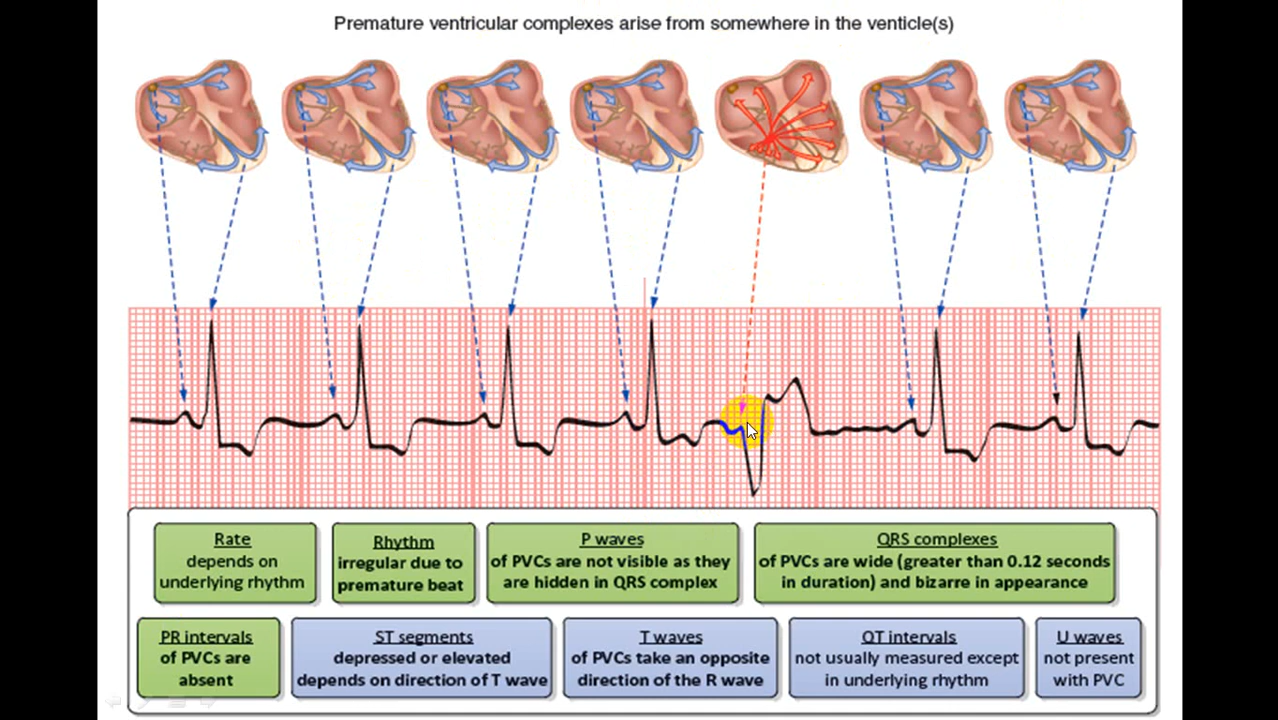 Premature ventricular complexes arise from somewhere in the venticle(s)
Rate
depends on
underlying rhythm
Rhythm
irregular due to
premature beat
P waves
of PVCs are not visible as they
are hidden in QRS complex
QRS complexes
of PVCs are wide (greater than 0.12 seconds
in duration) and bizarre in appearance
PR intervals
of PVCs are
absent
ST segments
depressed or elevated
depends on direction of T wave
T waves
of PVCs take an opposite
direction of the R wave
QT intervals
not usually measured except
in underlying rhythm
U waves
not present
with PVC